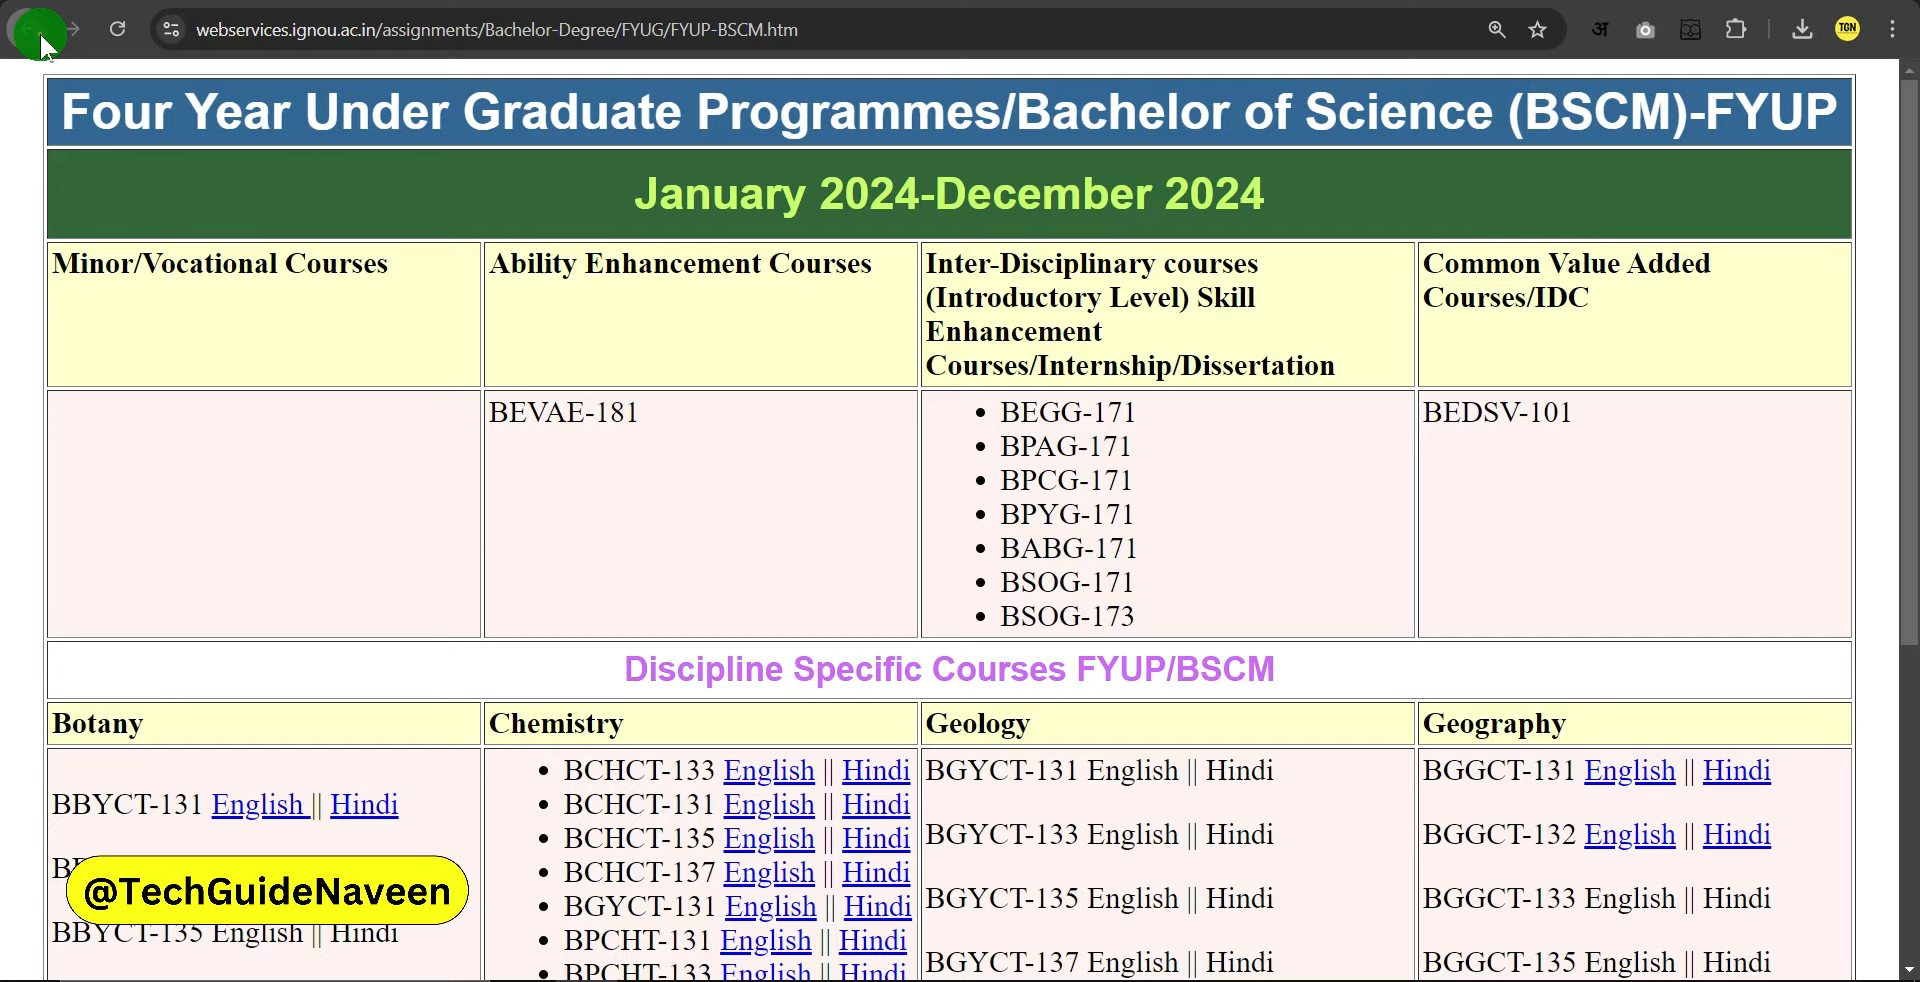 webservices.ignou.ac.in/assignments/Bachelor-Degree/FYUG/FYUP-BSCM.htm
अ
TGN
Four Year Under Graduate Programmes/Bachelor of Science (BSCM)-FYUP
January 2024-December 2024
Minor/Vocational Courses
Ability Enhancement Courses
Inter-Disciplinary courses
(Introductory Level) Skill
Enhancement
Courses/Internship/Dissertation
Common Value Added
Courses/IDC
BEVAE-181
• BEGG-171
• BPAG-171
• BPCG-171
• BPYG-171
• BABG-171
• BSOG-171
• BSOG-173
BEDSV-101
Discipline Specific Courses FYUP/BSCM
Botany
Chemistry
Geology
Geography
BBYCT-131 English || Hindi
@TechGuideNaveen
BBYCT-135 English || Hindi
• BCHCT-133 English || Hindi
• BCHCT-131 English || Hindi
• BCHCT-135 English || Hindi
• BCHCT-137 English || Hindi
• BGYCT-131 English || Hindi
• BPCHT-131 English || Hindi
• BPCHT-133 English || Hindi
BGYCT-131 English || Hindi
BGYCT-133 English || Hindi
BGYCT-135 English || Hindi
BGYCT-137 English || Hindi
BGGCT-131 English || Hindi
BGGCT-132 English || Hindi
BGGCT-133 English || Hindi
BGGCT-135 English || Hindi